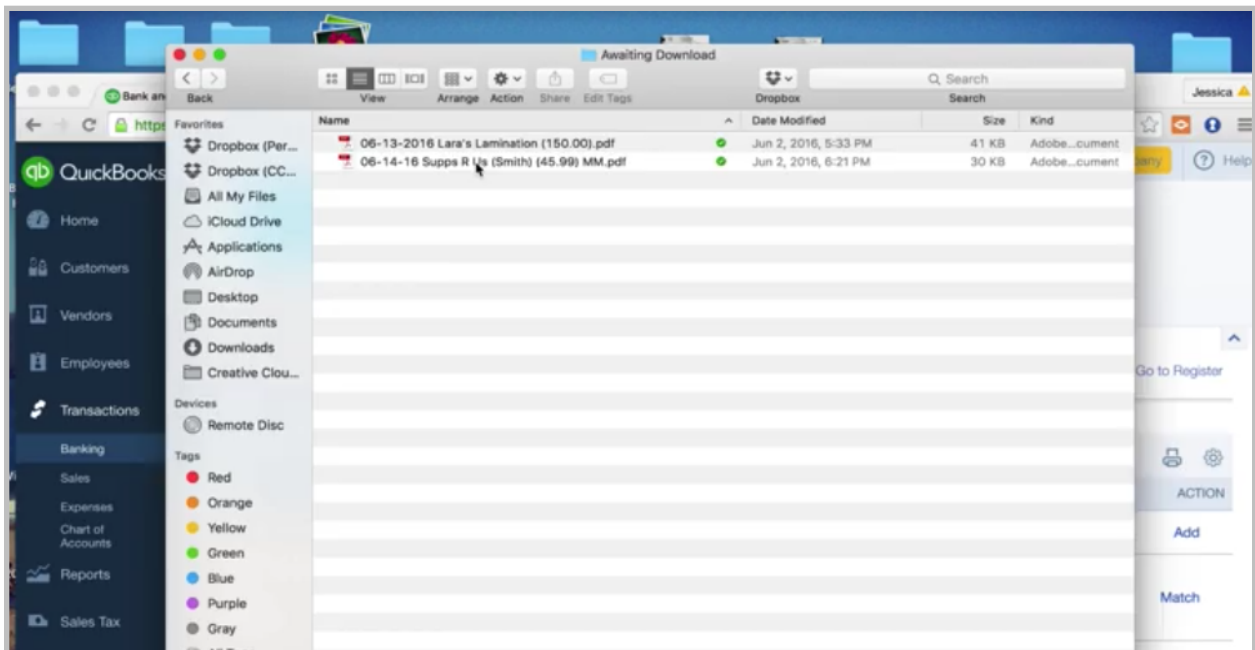 Awaiting Download
Back
View
Arrange
Action
Share
Edit Tags
Dropbox
Search
Search
Name
Date Modified
Size
Kind
06-13-2016 Lara's Lamination (150.00).pdf
Jun 2, 2016, 5:33 PM
41 KB
Adobe...cument
06-14-16 Supps R Us (Smith) (45.99) MM.pdf
Jun 2, 2016, 6:21 PM
30 KB
Adobe...cument
Favorites
Dropbox (Per...
Dropbox (CC...
All My Files
iCloud Drive
Applications
AirDrop
Desktop
Documents
Downloads
Creative Clou...
Devices
Remote Disc
Tags
Red
Orange
Yellow
Green
Blue
Purple
Gray
Bank an
https
Jessica
qb QuickBooks
Home
Customers
Vendors
Employees
Transactions
Banking
Sales
Expenses
Chart of
Accounts
Reports
Sales Tax
Help
Go to Register
ACTION
Add
Match